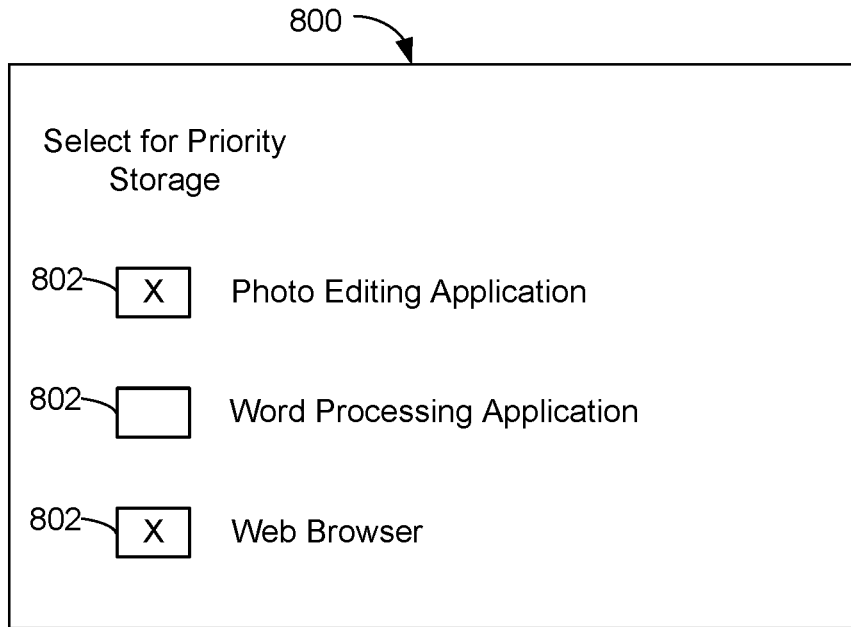 800
Select for Priority
Storage
802 X Photo Editing Application
802 Word Processing Application
802 X Web Browser